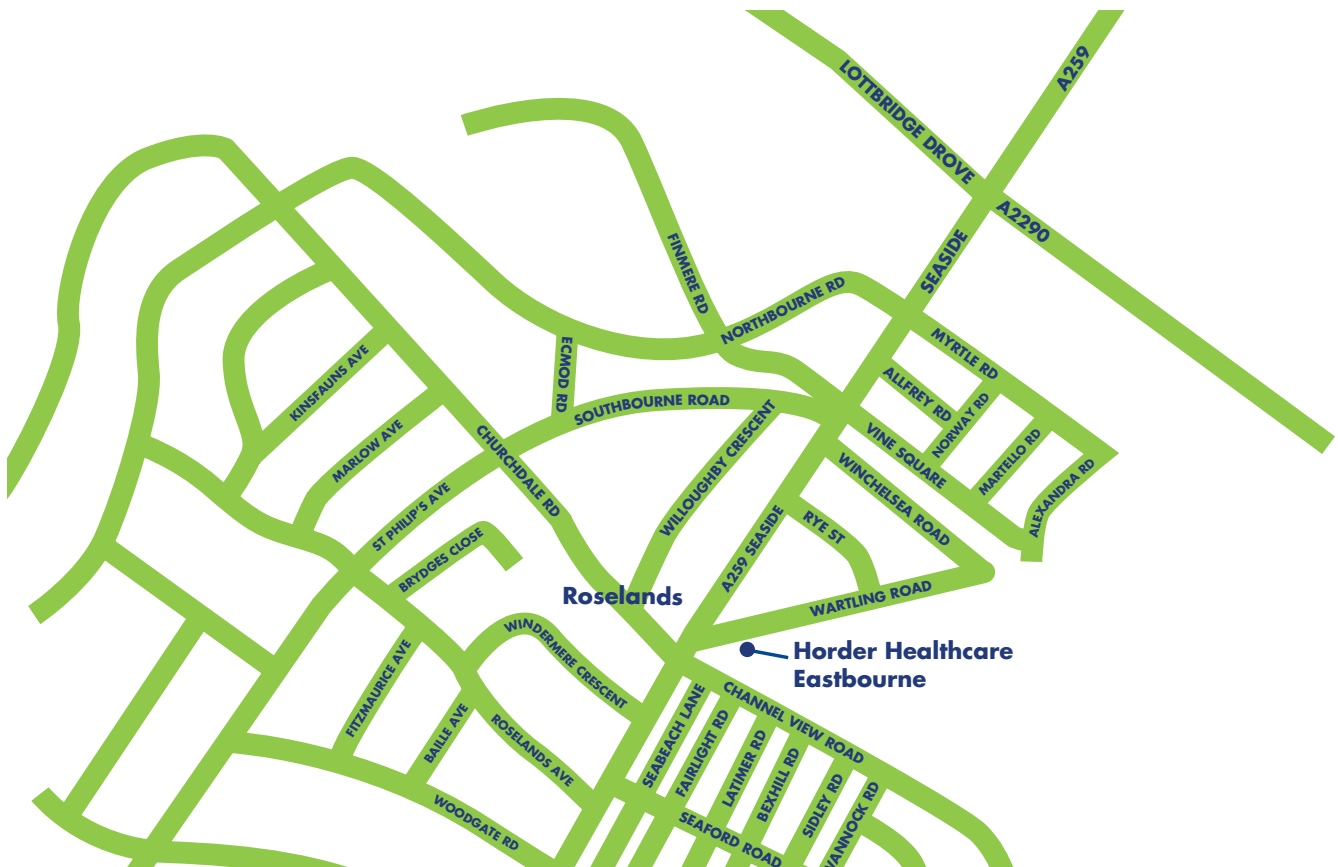 A259
LOTTBRIDGE DROVE
A2290
SEASIDE
FINMERE RD
NORTHBOURNE RD
MYRTLE RD
ECMOD RD
KINSFAUNS AVE
ALLFREY RD
NORWAY RD
SOUTHBOURNE ROAD
MARLOW AVE
WILLOUGHBY CRESCENT
VINE SQUARE
MARTELLO RD
CHURCHDALE RD
WINCHELSEA ROAD
ALEXANDRA RD
ST PHILIP'S AVE
RYE ST
A259 SEASIDE
BRYDGES CLOSE
Roselands
WARTLING ROAD
WINDERMERE CRESCENT
Horder Healthcare
Eastbourne
FITZMAURICE AVE
BAILLE AVE
ROSELANDS AVE
SEABEACH LANE
CHANNEL VIEW ROAD
FAIRLIGHT RD
LATIMER RD
BEXHILL RD
SIDLEY RD
VANNOCK RD
WOODGATE RD
SEAFORD ROAD